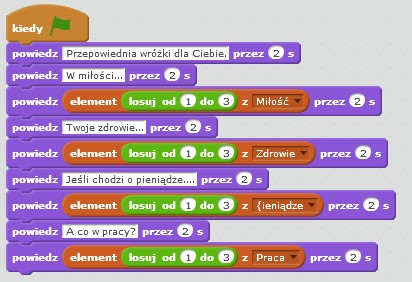 kiedy
powiedz Przepowiednia wróżki dla Ciebie. przez 2 s
powiedz W miłości... przez 2 s
powiedz element losuj od 1 do 3 z Miłość przez 2 s
powiedz Twoje zdrowie... przez 2 s
powiedz element losuj od 1 do 3 z Zdrowie przez 2 s
powiedz Jeśli chodzi o pieniądze.... przez 2 s
powiedz element losuj od 1 do 3 z {ieniądze przez 2 s
powiedz A co w pracy? przez 2 s
powiedz element losuj od 1 do 3 z Praca przez 2 s